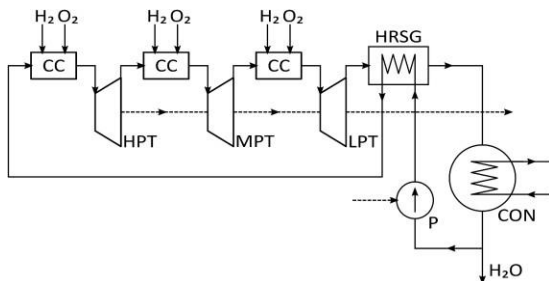 H₂ O₂
H₂ O₂
H₂ O₂
HRSG
CC
CC
CC
HPT
MPT
LPT
P
CON
H₂O